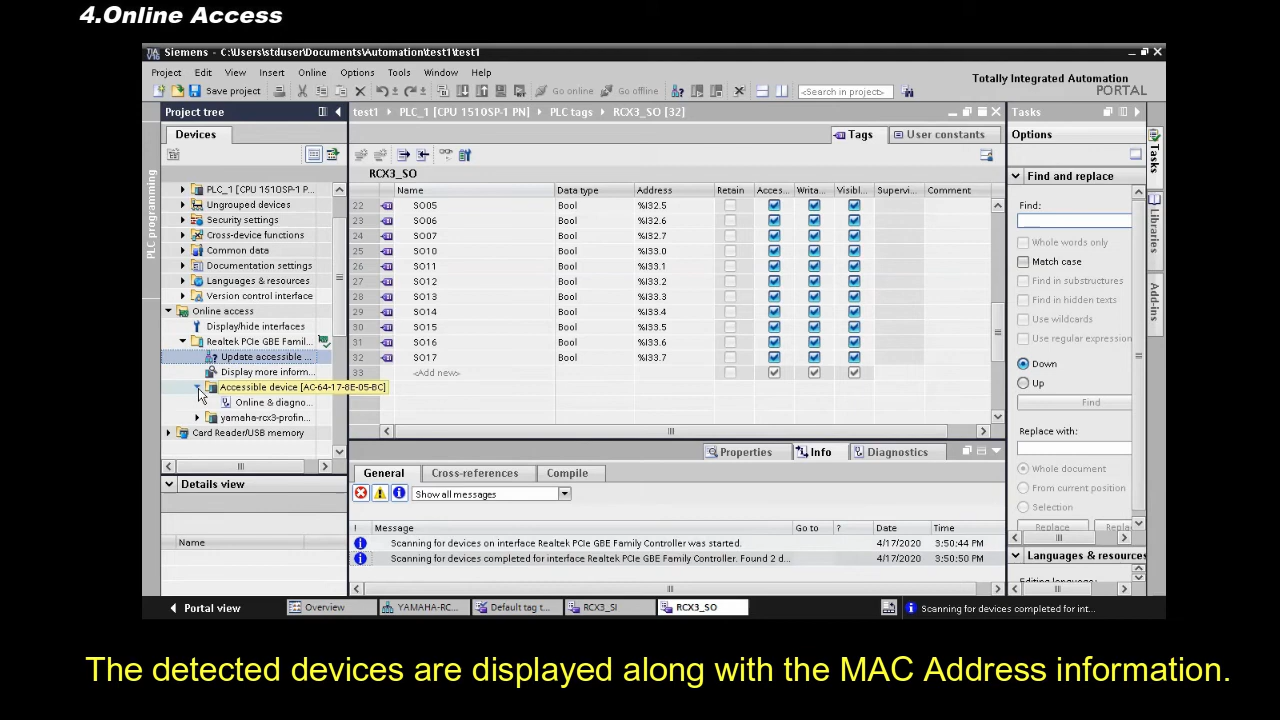 4.Online Access
Siemens - C:\Users\stduser\Documents\Automation\test1\test1
Project Edit View Insert Online Options Tools Window Help
Totally Integrated Automation
PORTAL
Save project
Go online
Go offline
<Search in project>
Project tree
test1 PLC_1 [CPU 1510SP-1 PN] PLC tags RCX3_SO [32]
Tasks
Devices
Tags
User constants
Options
PLC programming
RCX3_SO
Find and replace
Name Data type Address Retain Acces... Writa... Visibl... Supervi... Comment
22 SO05 Bool %I32.5
23 SO06 Bool %I32.6
24 SO07 Bool %I32.7
25 SO10 Bool %I33.0
26 SO11 Bool %I33.1
27 SO12 Bool %I33.2
28 SO13 Bool %I33.3
29 SO14 Bool %I33.4
30 SO15 Bool %I33.5
31 SO16 Bool %I33.6
32 SO17 Bool %I33.7
33 <Add new>
PLC_1 [CPU 1510SP-1 P...
Ungrouped devices
Security settings
Cross-device functions
Common data
Documentation settings
Languages & resources
Version control interface
Online access
Display/hide interfaces
Realtek PCIe GBE Famil...
Update accessible ...
Display more inform...
Accessible device [AC-64-17-8E-05-BC]
Online & diagno...
yamaha-rcx3-profin...
Card Reader/USB memory
Details view
Name
Find:
Whole words only
Match case
Find in substructures
Find in hidden texts
Use wildcards
Use regular expression
Down
Up
Find
Replace with:
Whole document
From current position
Selection
Replace
Languages & resources
Tasks
Libraries
Add-ins
Properties
Info
Diagnostics
General
Cross-references
Compile
Show all messages
! Message Go to ? Date Time
Scanning for devices on interface Realtek PCIe GBE Family Controller was started. 4/17/2020 3:50:44 PM
Scanning for devices completed for interface Realtek PCIe GBE Family Controller. Found 2 d... 4/17/2020 3:50:50 PM
Portal view
Overview
YAMAHA-RC...
Default tag t...
RCX3_SI
RCX3_SO
Scanning for devices completed for int...
The detected devices are displayed along with the MAC Address information.